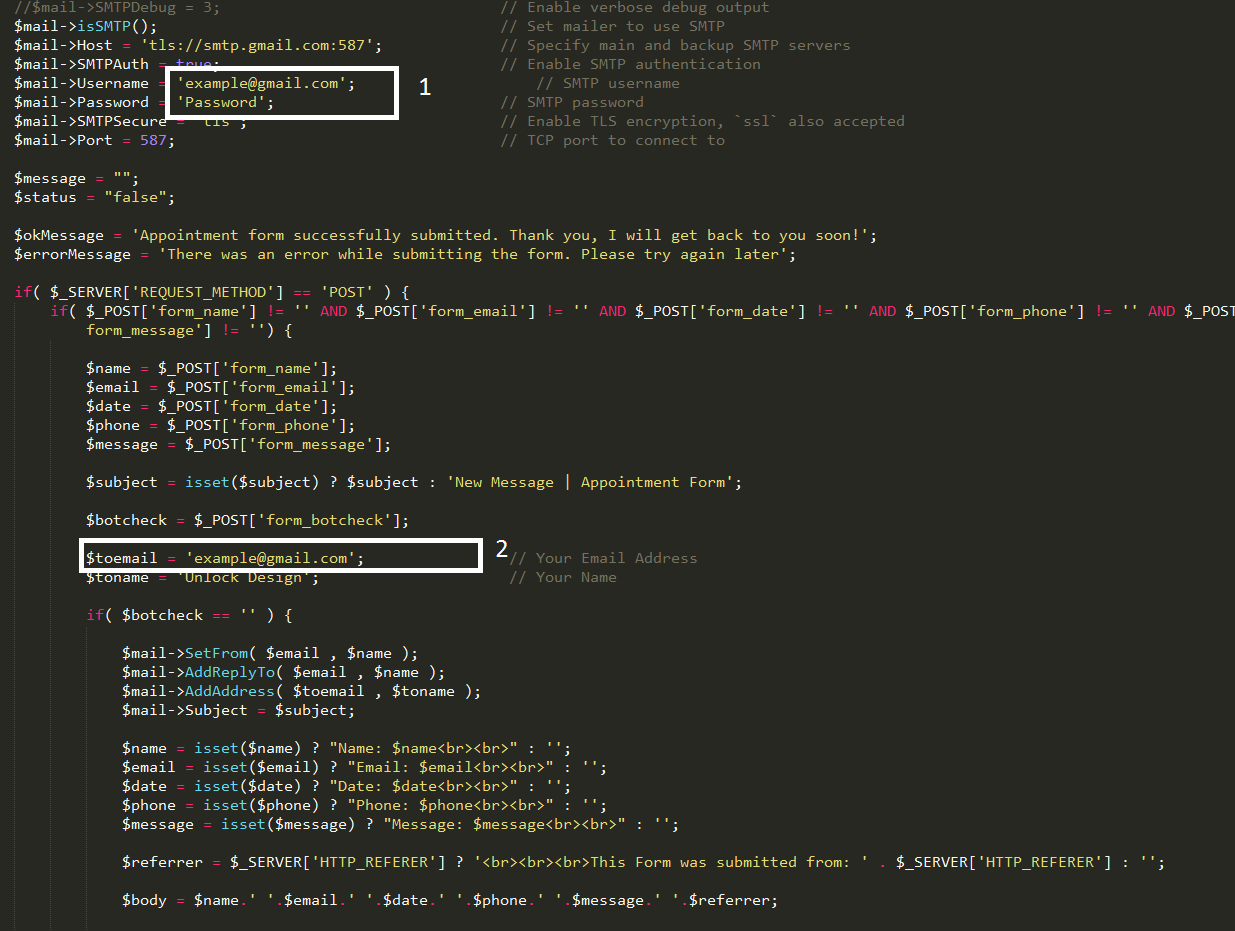 //$mail->SMTPDebug = 3; // Enable verbose debug output
$mail->isSMTP(); // Set mailer to use SMTP
$mail->Host = 'tls://smtp.gmail.com:587'; // Specify main and backup SMTP servers
$mail->SMTPAuth = true; // Enable SMTP authentication
$mail->Username = 'example@gmail.com'; // SMTP username
1
$mail->Password = 'Password'; // SMTP password
$mail->SMTPSecure = 'tls'; // Enable TLS encryption, `ssl` also accepted
$mail->Port = 587; // TCP port to connect to
$message = "";
$status = "false";
$okMessage = 'Appointment form successfully submitted. Thank you, I will get back to you soon!';
$errorMessage = 'There was an error while submitting the form. Please try again later';
if( $_SERVER['REQUEST_METHOD'] == 'POST' ) {
if( $_POST['form_name'] != '' AND $_POST['form_email'] != '' AND $_POST['form_date'] != '' AND $_POST['form_phone'] != '' AND $_POST
form_message'] != '') {
$name = $_POST['form_name'];
$email = $_POST['form_email'];
$date = $_POST['form_date'];
$phone = $_POST['form_phone'];
$message = $_POST['form_message'];
$subject = isset($subject) ? $subject : 'New Message | Appointment Form';
$botcheck = $_POST['form_botcheck'];
$toemail = 'example@gmail.com'; 2 // Your Email Address
$toname = 'Unlock Design'; // Your Name
if( $botcheck == '' ) {
$mail->SetFrom( $email , $name );
$mail->AddReplyTo( $email , $name );
$mail->AddAddress( $toemail , $toname );
$mail->Subject = $subject;
$name = isset($name) ? "Name: $name<br><br>" : '';
$email = isset($email) ? "Email: $email<br><br>" : '';
$date = isset($date) ? "Date: $date<br><br>" : '';
$phone = isset($phone) ? "Phone: $phone<br><br>" : '';
$message = isset($message) ? "Message: $message<br><br>" : '';
$referrer = $_SERVER['HTTP_REFERER'] ? '<br><br><br>This Form was submitted from: ' . $_SERVER['HTTP_REFERER'] : '';
$body = $name.' '.$email.' '.$date.' '.$phone.' '.$message.' '.$referrer;